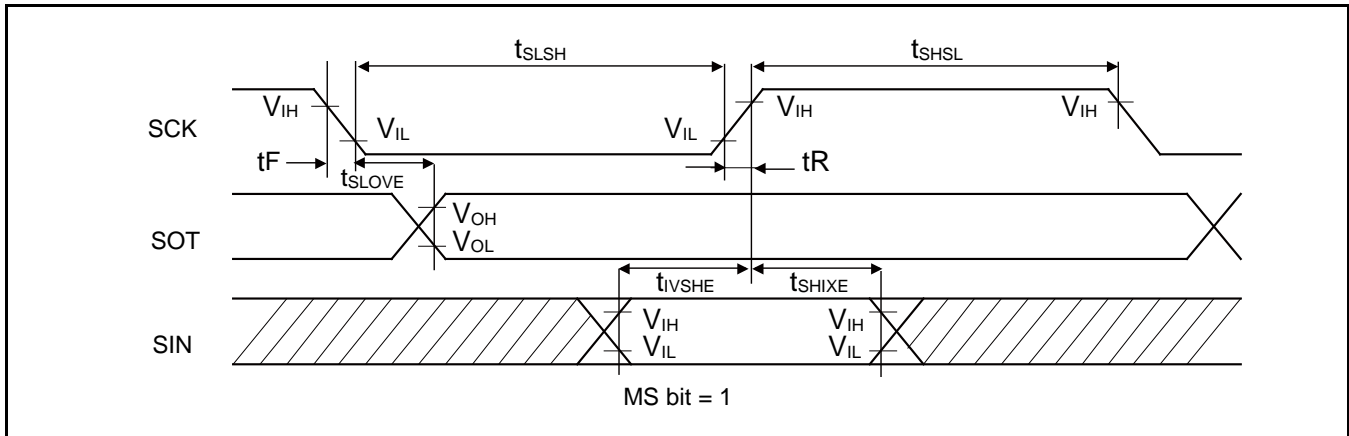 tSLSH
tSHSL
SCK
VIH
VIL
VIL
VIH
VIH
tF
tSLOVE
tR
SOT
VOH
VOL
tIVSHE
tSHIXE
SIN
VIH
VIL
VIH
VIL
MS bit = 1